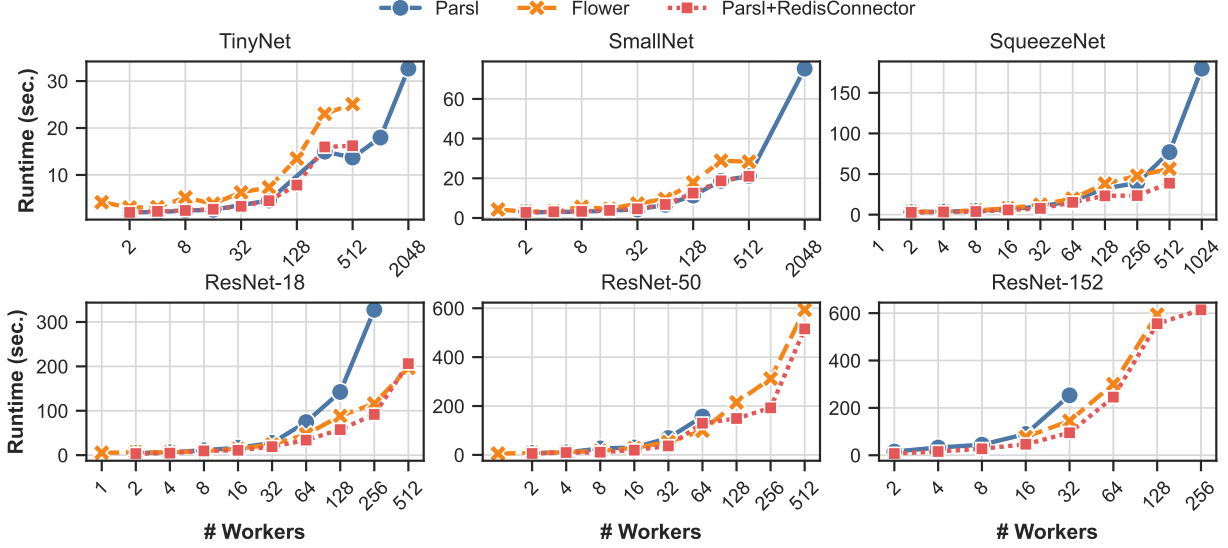 Parsl Flower Parsl+RedisConnector
TinyNet SmallNet SqueezeNet
Runtime (sec.)
30
20
10
2 8 32 128 512 2048
60
40
20
0
2 8 32 128 512 2048
150
100
50
0
1 2 4 8 16 32 64 128 256 512 1024
ResNet-18 ResNet-50 ResNet-152
Runtime (sec.)
300
200
100
0
1 2 4 8 16 32 64 128 256 512
600
400
200
0
2 4 8 16 32 64 128 256 512
600
400
200
0
2 4 8 16 32 64 128 256
# Workers # Workers # Workers